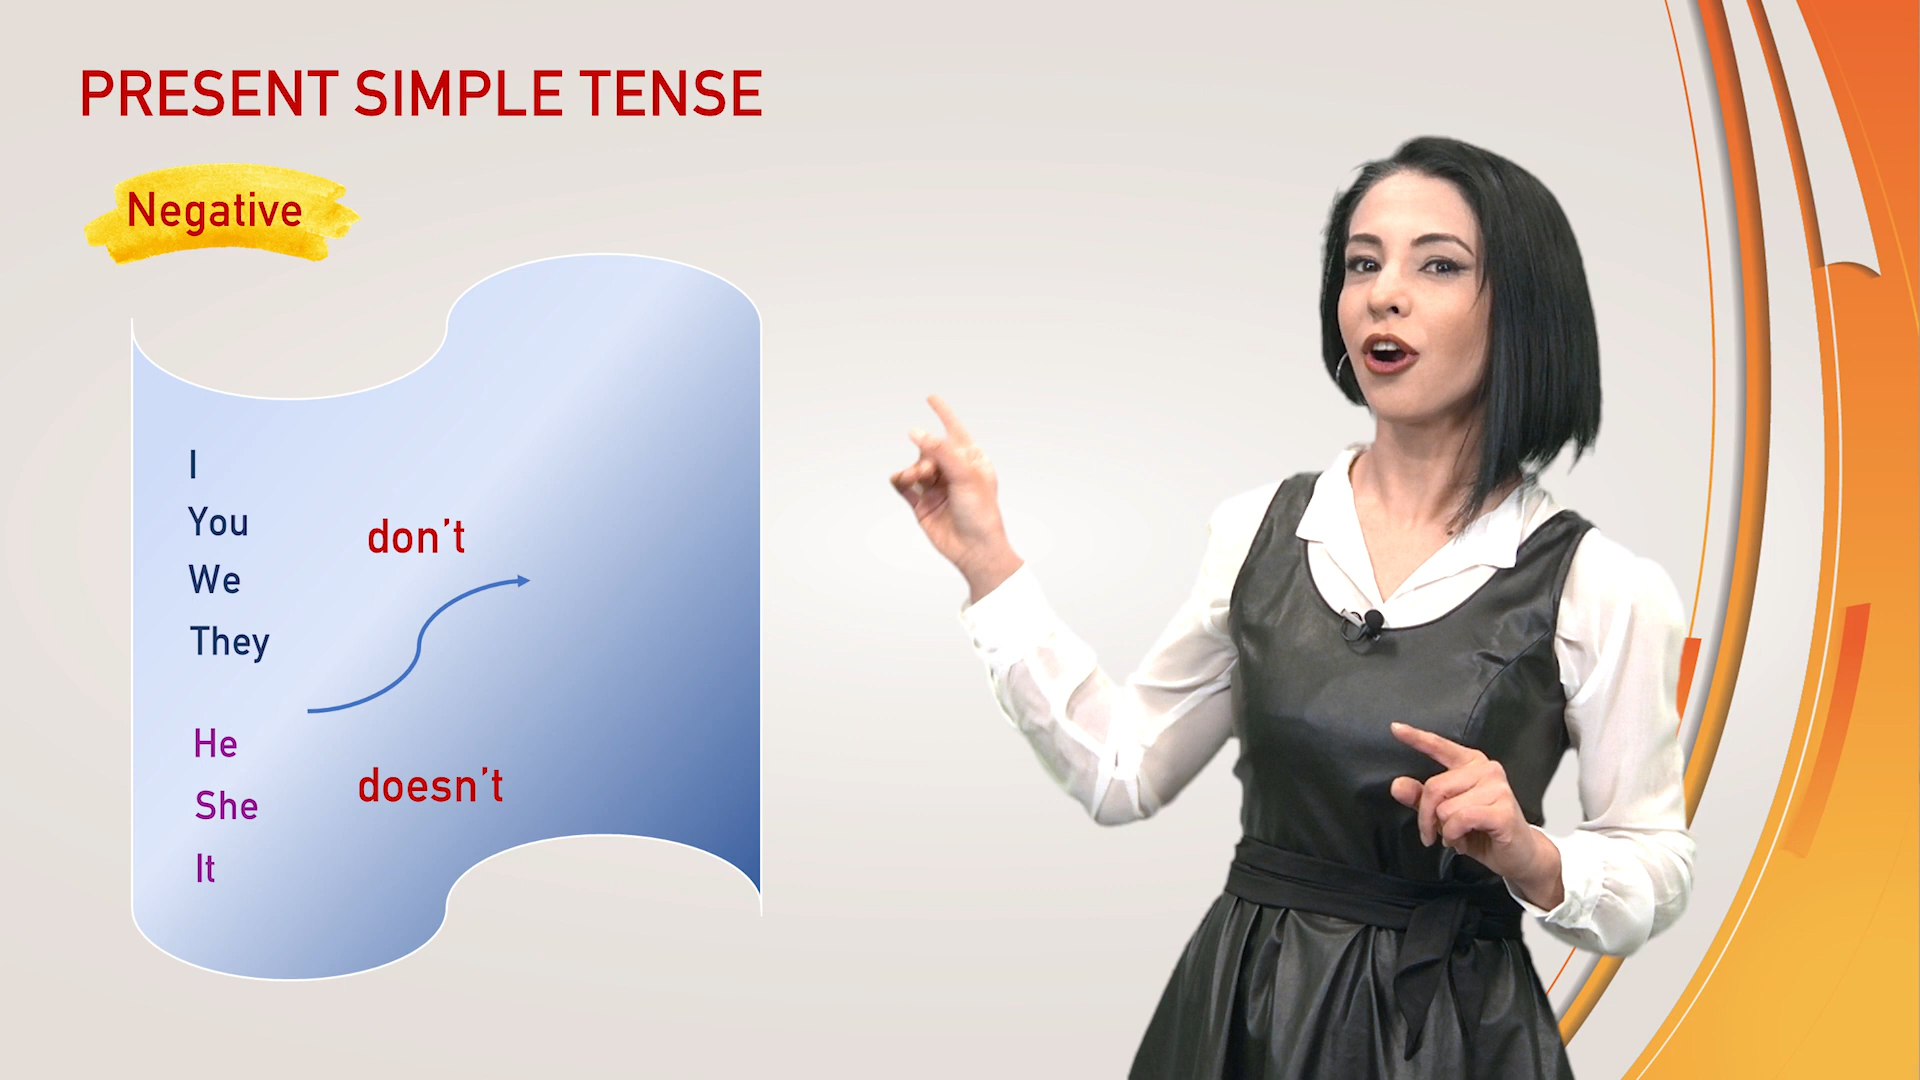 PRESENT SIMPLE TENSE
Negative
I
You
We
They
don’t
He
She
It
doesn’t